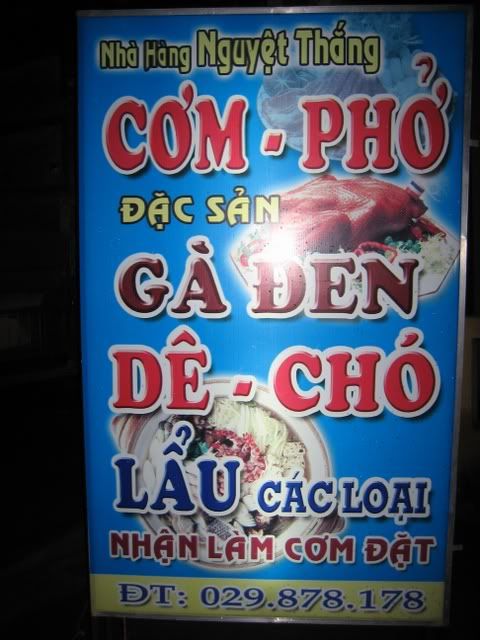 Nhà Hàng Nguyệt Thắng
CƠM - PHỞ
ĐẶC SẢN
GÀ ĐEN
DÊ - CHÓ
LẨU CÁC LOẠI
NHẬN LÀM CƠM ĐẶT
ĐT: 029.878.178